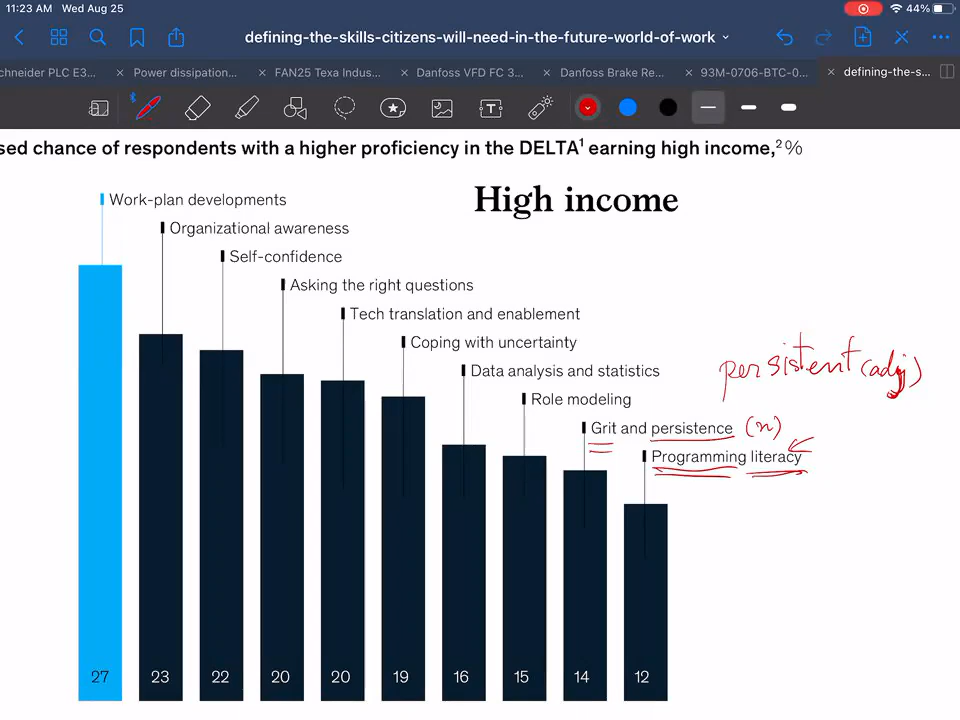 11:23 AM Wed Aug 25
44%
defining-the-skills-citizens-will-need-in-the-future-world-of-work
chneider PLC E3...
Power dissipation...
FAN25 Texa Indus...
Danfoss VFD FC 3...
Danfoss Brake Re...
93M-0706-BTC-0...
defining-the-s...
sed chance of respondents with a higher proficiency in the DELTA¹ earning high income,² %
High income
Work-plan developments
Organizational awareness
Self-confidence
Asking the right questions
Tech translation and enablement
Coping with uncertainty
Data analysis and statistics
persistent (adj)
Role modeling
Grit and persistence (n)
Programming literacy
27 23 22 20 20 19 16 15 14 12